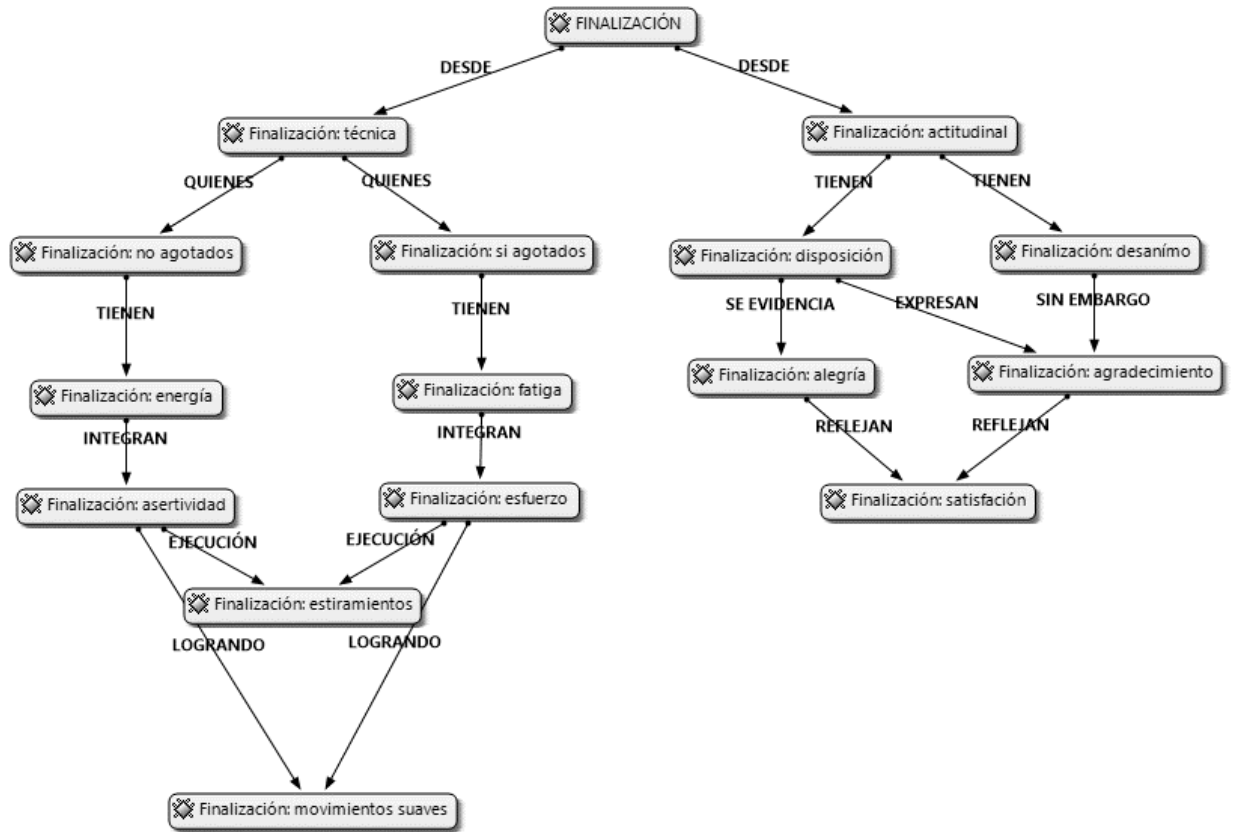 FINALIZACIÓN
DESDE
DESDE
Finalización: técnica
Finalización: actitudinal
QUIENES
QUIENES
TIENEN
TIENEN
Finalización: no agotados
Finalización: si agotados
Finalización: disposición
Finalización: desanímo
TIENEN
TIENEN
SE EVIDENCIA
EXPRESAN
SIN EMBARGO
Finalización: energía
Finalización: fatiga
Finalización: alegría
Finalización: agradecimiento
INTEGRAN
INTEGRAN
REFLEJAN
REFLEJAN
Finalización: asertividad
Finalización: esfuerzo
Finalización: satisfación
EJECUCIÓN
EJECUCIÓN
Finalización: estiramientos
LOGRANDO
LOGRANDO
Finalización: movimientos suaves